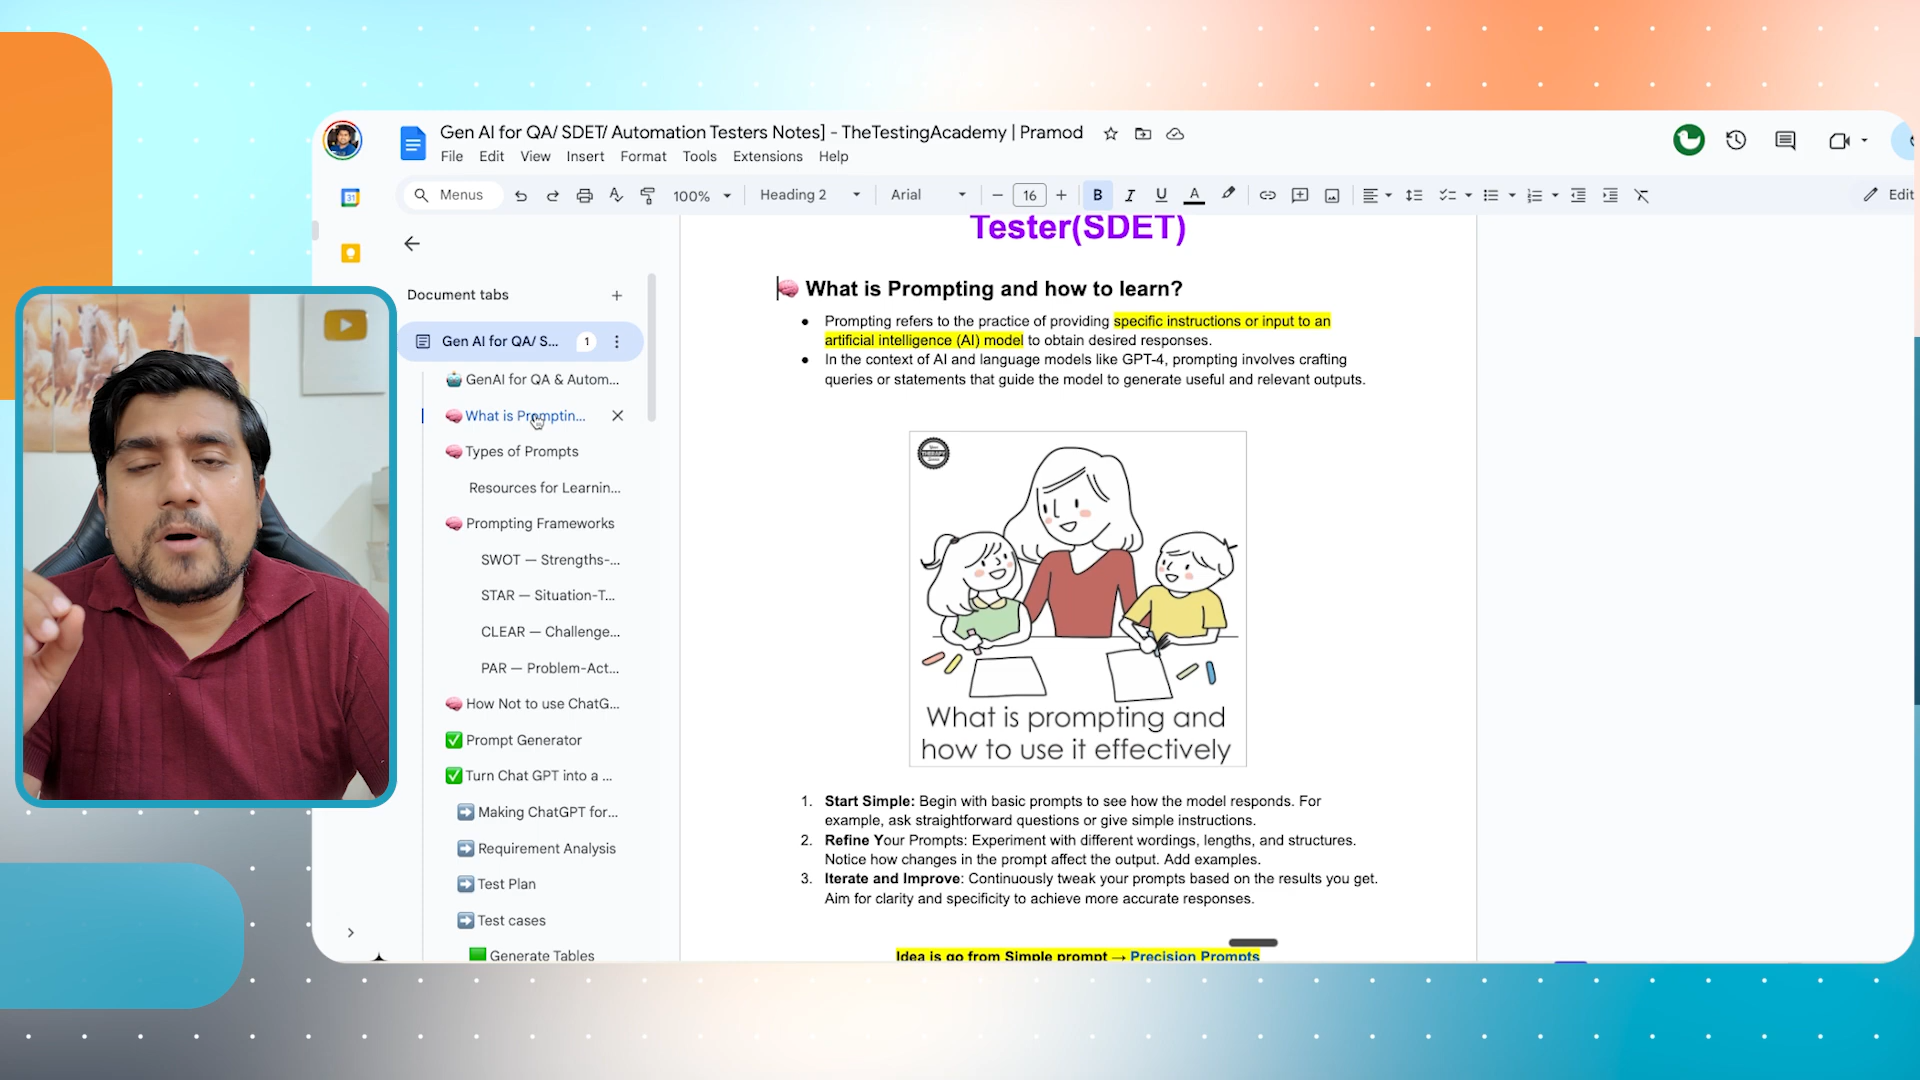 Gen AI for QA/ SDET/ Automation Testers Notes] - TheTestingAcademy | Pramod
File Edit View Insert Format Tools Extensions Help
Menus 100% Heading 2 Arial 16 B I U A Edit
31
Document tabs
Gen AI for QA/ S... 1
GenAI for QA & Autom...
What is Promptin...
Types of Prompts
Resources for Learnin...
Prompting Frameworks
SWOT — Strengths-...
STAR — Situation-T...
CLEAR — Challenge...
PAR — Problem-Act...
How Not to use ChatG...
Prompt Generator
Turn Chat GPT into a ...
Making ChatGPT for...
Requirement Analysis
Test Plan
Test cases
Generate Tables
Tester(SDET)
What is Prompting and how to learn?
Prompting refers to the practice of providing specific instructions or input to an
artificial intelligence (AI) model to obtain desired responses.
In the context of AI and language models like GPT-4, prompting involves crafting
queries or statements that guide the model to generate useful and relevant outputs.
THERAPY
What is prompting and
how to use it effectively
1. Start Simple: Begin with basic prompts to see how the model responds. For
example, ask straightforward questions or give simple instructions.
2. Refine Your Prompts: Experiment with different wordings, lengths, and structures.
Notice how changes in the prompt affect the output. Add examples.
3. Iterate and Improve: Continuously tweak your prompts based on the results you get.
Aim for clarity and specificity to achieve more accurate responses.
Idea is go from Simple prompt → Precision Prompts